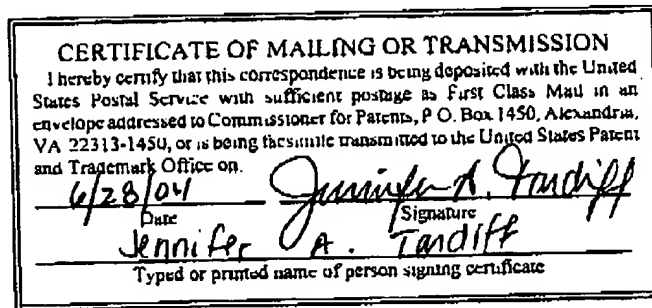 CERTIFICATE OF MAILING OR TRANSMISSION
I hereby certify that this correspondence is being deposited with the United
States Postal Service with sufficient postage as First Class Mail in an
envelope addressed to Commissioner for Patents, P O. Box 1450, Alexandria,
VA 22313-1450, or is being facsimile transmitted to the United States Patent
and Trademark Office on.
6/28/04 Jennifer A. Tardiff
Date Signature
Jennifer A. Tardiff
Typed or printed name of person signing certificate